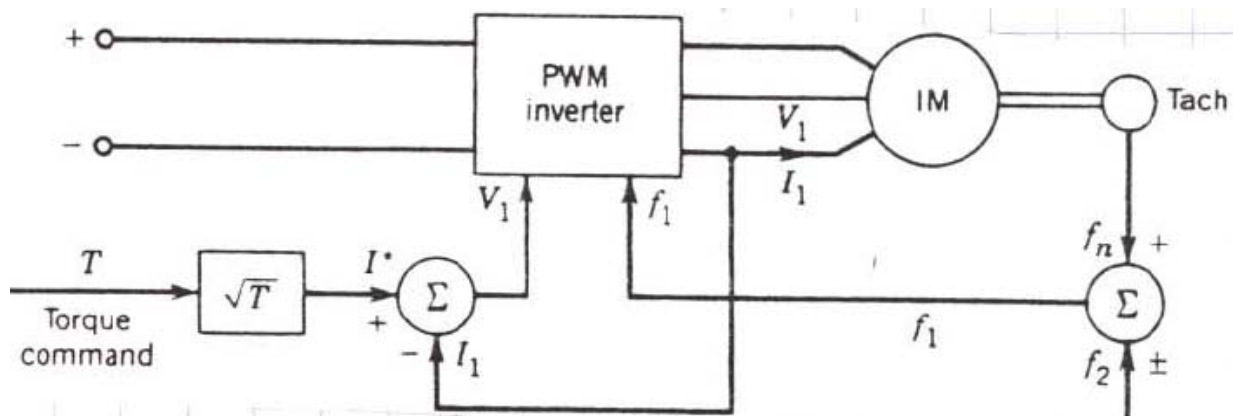 +
PWM
inverter
IM
Tach
V₁
I₁
−
V₁
f₁
fₙ
+
T
√T
I*
Σ
+
−
I₁
Torque
command
f₁
Σ
f₂
±